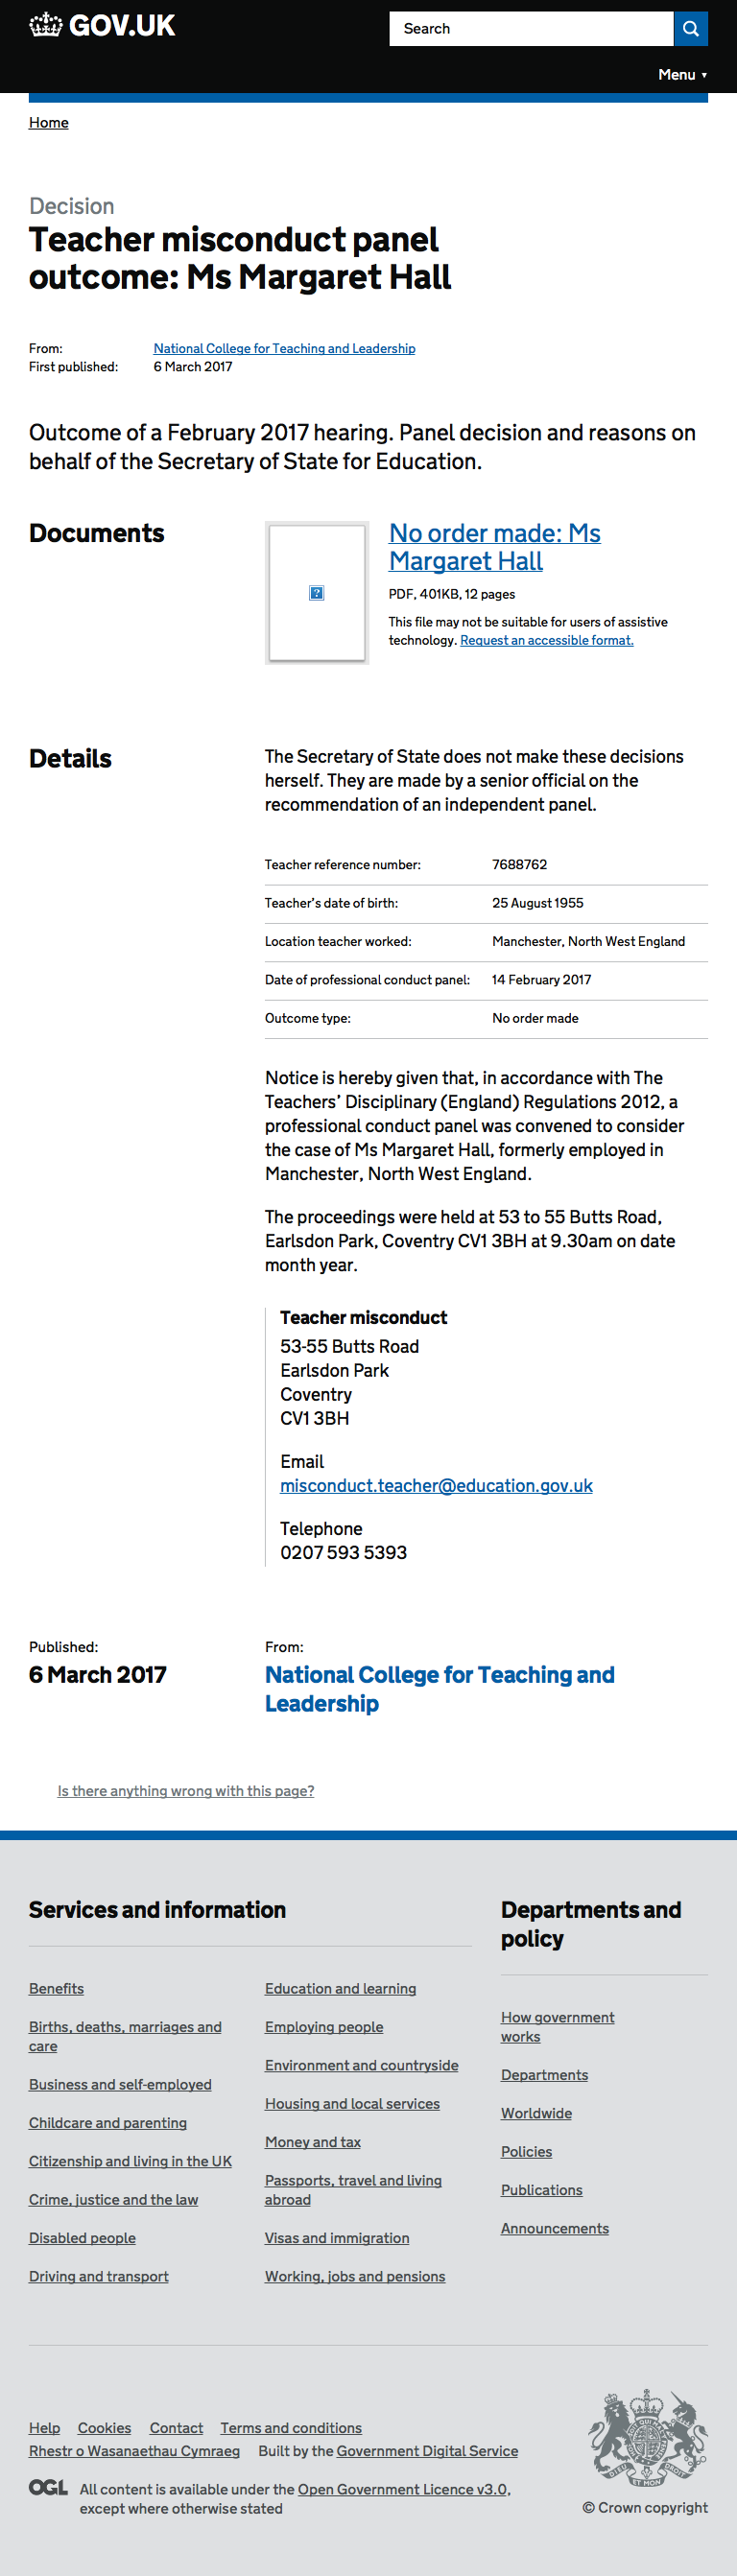 GOV.UK
Search
Menu ▼
Home
Decision
Teacher misconduct panel
outcome: Ms Margaret Hall
From: National College for Teaching and Leadership
First published: 6 March 2017
Outcome of a February 2017 hearing. Panel decision and reasons on
behalf of the Secretary of State for Education.
Documents
No order made: Ms
Margaret Hall
PDF, 401KB, 12 pages
This file may not be suitable for users of assistive
technology. Request an accessible format.
Details
The Secretary of State does not make these decisions
herself. They are made by a senior official on the
recommendation of an independent panel.
Teacher reference number: 7688762
Teacher's date of birth: 25 August 1955
Location teacher worked: Manchester, North West England
Date of professional conduct panel: 14 February 2017
Outcome type: No order made
Notice is hereby given that, in accordance with The
Teachers' Disciplinary (England) Regulations 2012, a
professional conduct panel was convened to consider
the case of Ms Margaret Hall, formerly employed in
Manchester, North West England.
The proceedings were held at 53 to 55 Butts Road,
Earlsdon Park, Coventry CV1 3BH at 9.30am on date
month year.
Teacher misconduct
53-55 Butts Road
Earlsdon Park
Coventry
CV1 3BH
Email
misconduct.teacher@education.gov.uk
Telephone
0207 593 5393
Published:
6 March 2017
From:
National College for Teaching and
Leadership
Is there anything wrong with this page?
Services and information
Benefits
Births, deaths, marriages and
care
Business and self-employed
Childcare and parenting
Citizenship and living in the UK
Crime, justice and the law
Disabled people
Driving and transport
Education and learning
Employing people
Environment and countryside
Housing and local services
Money and tax
Passports, travel and living
abroad
Visas and immigration
Working, jobs and pensions
Departments and
policy
How government
works
Departments
Worldwide
Policies
Publications
Announcements
Help Cookies Contact Terms and conditions
Rhestr o Wasanaethau Cymraeg Built by the Government Digital Service
OGL All content is available under the Open Government Licence v3.0,
except where otherwise stated
© Crown copyright